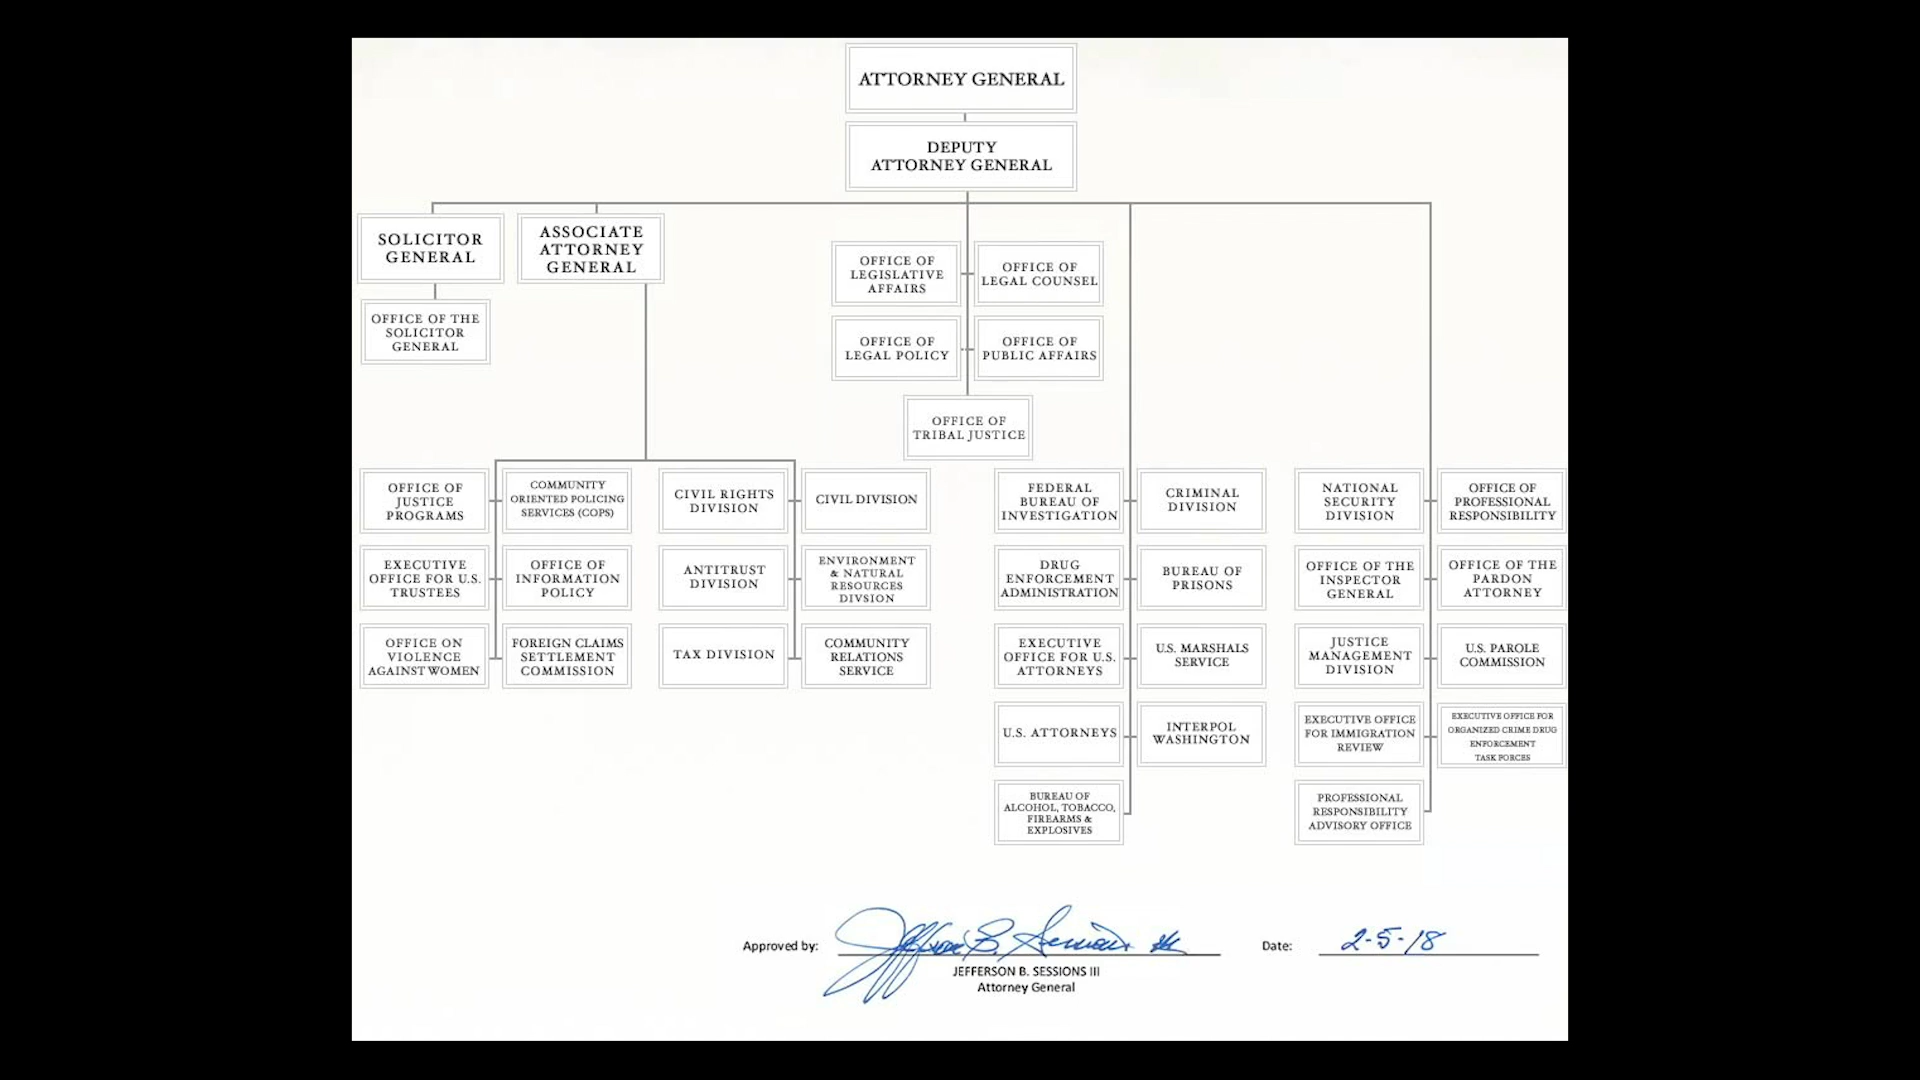 ATTORNEY GENERAL
DEPUTY
ATTORNEY GENERAL
SOLICITOR
GENERAL
ASSOCIATE
ATTORNEY
GENERAL
OFFICE OF THE
SOLICITOR
GENERAL
OFFICE OF
LEGISLATIVE
AFFAIRS
OFFICE OF
LEGAL COUNSEL
OFFICE OF
LEGAL POLICY
OFFICE OF
PUBLIC AFFAIRS
OFFICE OF
TRIBAL JUSTICE
OFFICE OF
JUSTICE
PROGRAMS
COMMUNITY
ORIENTED POLICING
SERVICES (COPS)
CIVIL RIGHTS
DIVISION
CIVIL DIVISION
FEDERAL
BUREAU OF
INVESTIGATION
CRIMINAL
DIVISION
NATIONAL
SECURITY
DIVISION
OFFICE OF
PROFESSIONAL
RESPONSIBILITY
EXECUTIVE
OFFICE FOR U.S.
TRUSTEES
OFFICE OF
INFORMATION
POLICY
ANTITRUST
DIVISION
ENVIRONMENT
& NATURAL
RESOURCES
DIVSION
DRUG
ENFORCEMENT
ADMINISTRATION
BUREAU OF
PRISONS
OFFICE OF THE
INSPECTOR
GENERAL
OFFICE OF THE
PARDON
ATTORNEY
OFFICE ON
VIOLENCE
AGAINST WOMEN
FOREIGN CLAIMS
SETTLEMENT
COMMISSION
TAX DIVISION
COMMUNITY
RELATIONS
SERVICE
EXECUTIVE
OFFICE FOR U.S.
ATTORNEYS
U.S. MARSHALS
SERVICE
JUSTICE
MANAGEMENT
DIVISION
U.S. PAROLE
COMMISSION
U.S. ATTORNEYS
INTERPOL
WASHINGTON
EXECUTIVE OFFICE
FOR IMMIGRATION
REVIEW
EXECUTIVE OFFICE FOR
ORGANIZED CRIME DRUG
ENFORCEMENT
TASK FORCES
BUREAU OF
ALCOHOL, TOBACCO,
FIREARMS &
EXPLOSIVES
PROFESSIONAL
RESPONSIBILITY
ADVISORY OFFICE
Approved by: Jefferson B. Sessions III Date: 2-5-18
JEFFERSON B. SESSIONS III
Attorney General